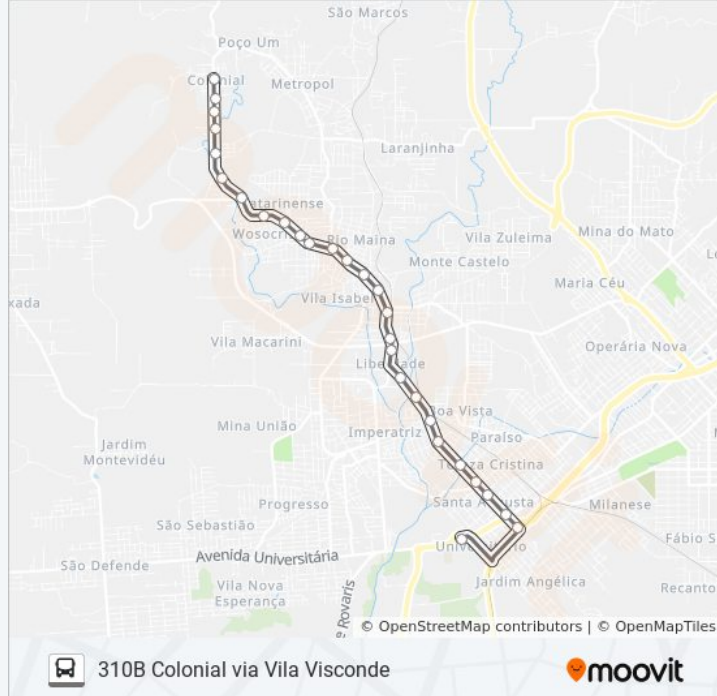 São Marcos
Poço Um
Colonial
Metropol
Laranjinha
Catarinense
Wosocris
Rio Maina
Vila Zuleima
Mina do Mato
Monte Castelo
Maria Céu
xada
Vila Isabel
Vila Macarini
Operária Nova
Liberdade
Mina União
Boa Vista
Imperatriz
Paraíso
Jardim
Montevidéu
Tereza Cristina
Progresso
Santa Augusta
Milanese
São Sebastião
Fábio S
Universitário
Avenida Universitária
São Defende
Jardim Angélica
Vila Nova
Esperança
Recanto
e Rovaris
© OpenStreetMap contributors | © OpenMapTiles
310B Colonial via Vila Visconde
moovit